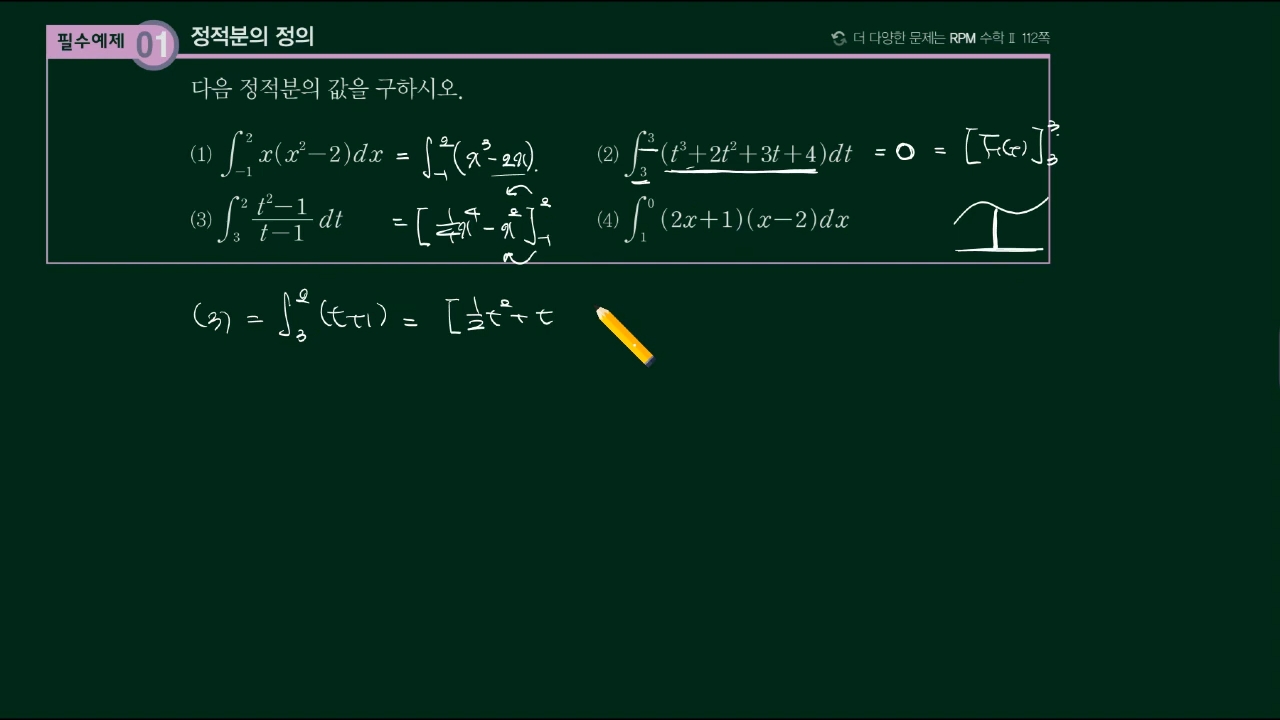 필수예제 01 정적분의 정의 더 다양한 문제는 RPM 수학 Ⅱ 112쪽
다음 정적분의 값을 구하시오.
(1) ∫_{-1}^{2} x(x²-2)dx = ∫_{-1}^{2} (x³-2x). (2) ∫_{3}^{3} (t³+2t²+3t+4)dt = 0 = [F(x)]_{3}^{3}
(3) ∫_{3}^{2} (t²-1)/(t-1) dt = [1/4 x⁴ - x²]_{-1}^{2} (4) ∫_{1}^{0} (2x+1)(x-2)dx
(3) = ∫_{3}^{2} (t+1) = [1/2 t² + t